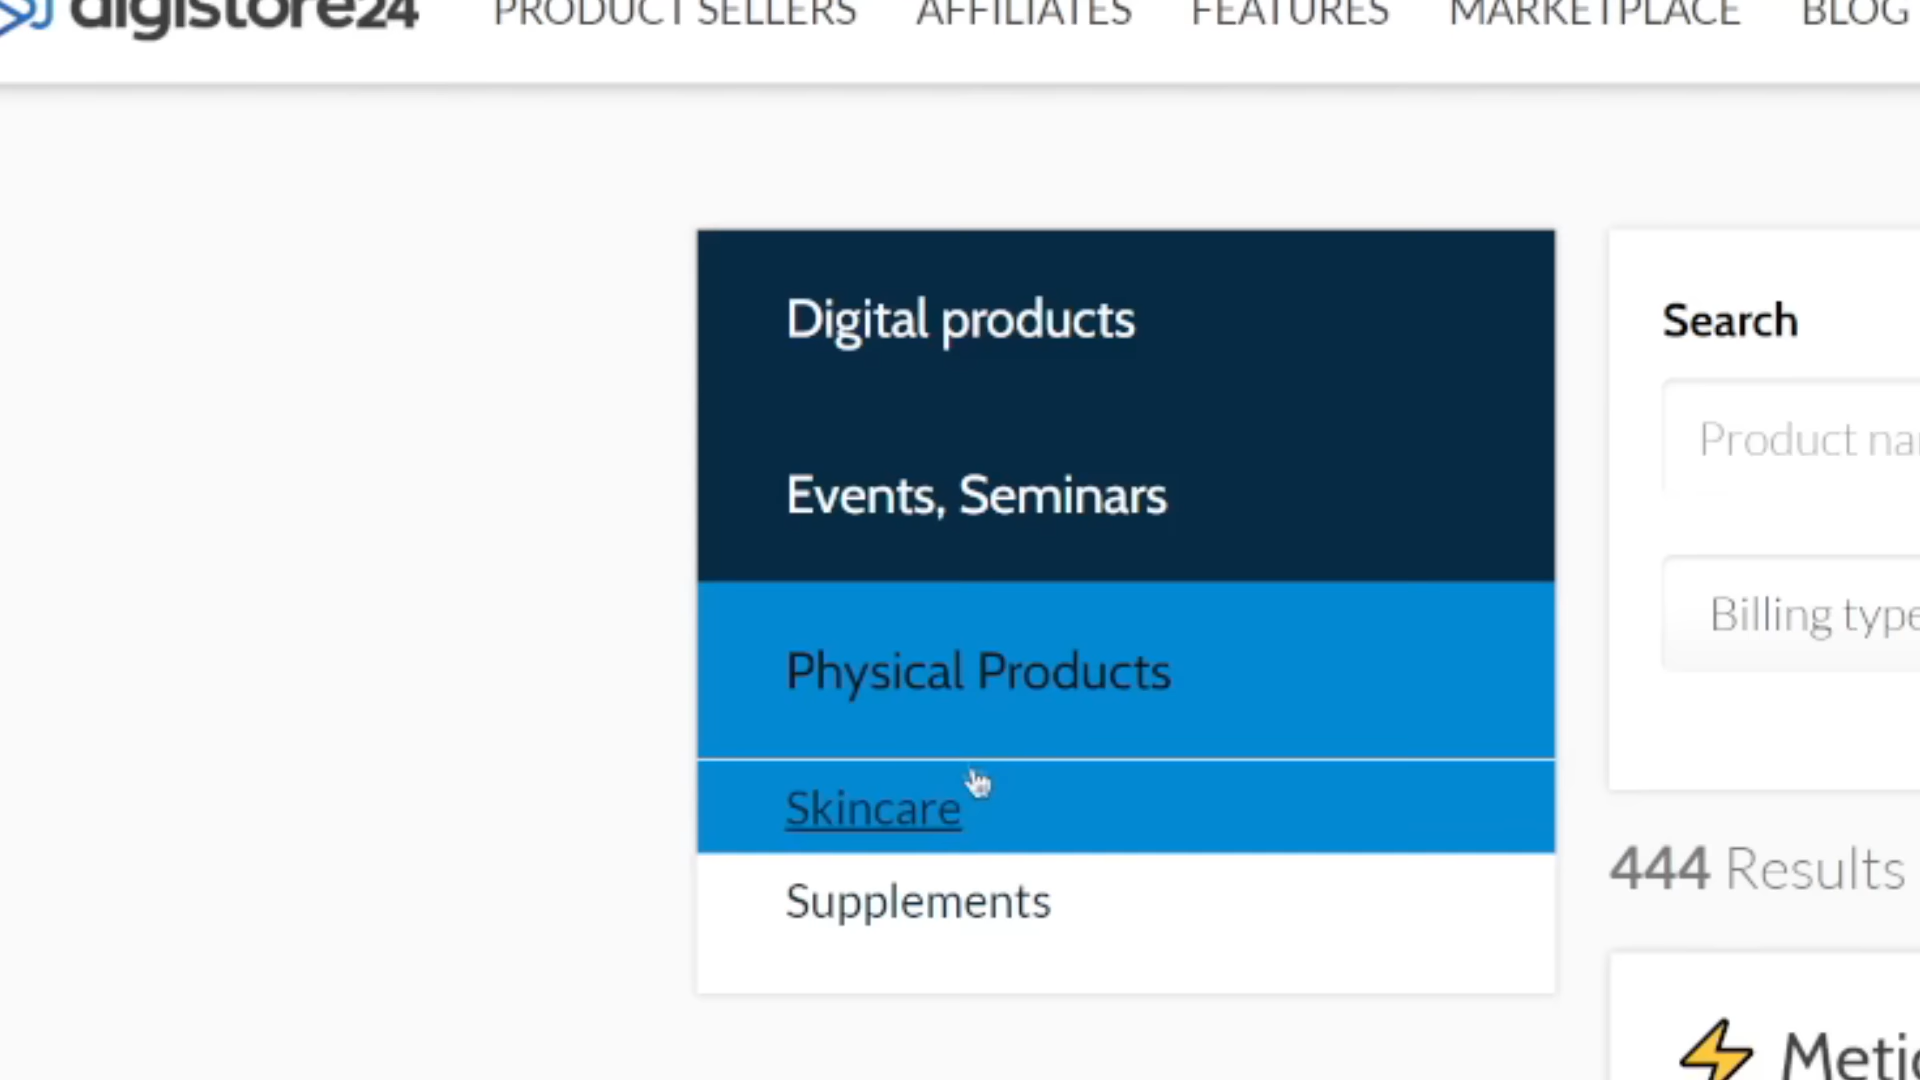 digistore24 PRODUCT SELLERS AFFILIATES FEATURES MARKETPLACE BLOG
Digital products
Events, Seminars
Physical Products
Skincare
Supplements
Search
Product na
Billing type
444 Results
Metic